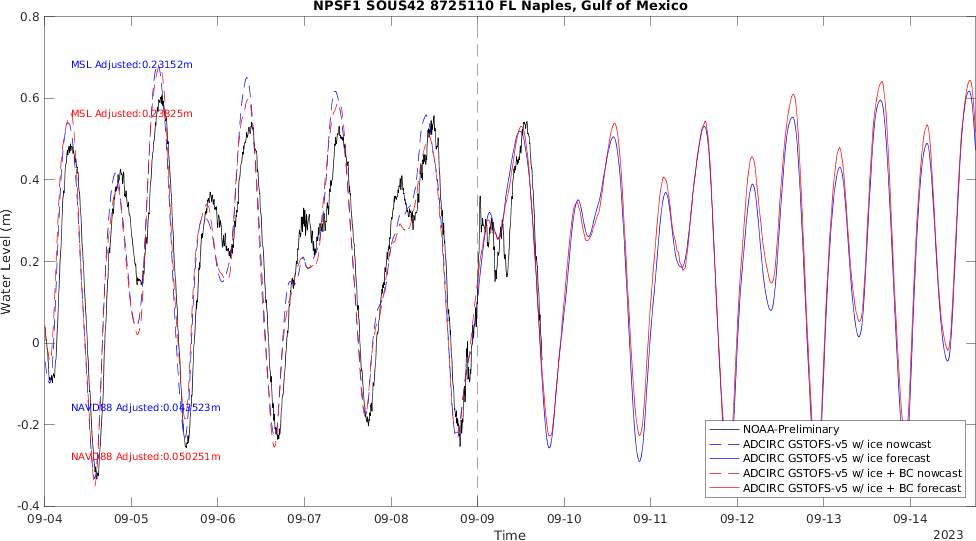 NPSF1 SOUS42 8725110 FL Naples, Gulf of Mexico
0.8
0.6
0.4
0.2
0
-0.2
-0.4
Water Level (m)
MSL Adjusted:0.23152m
MSL Adjusted:0.23825m
NAVD88 Adjusted:0.043523m
NAVD88 Adjusted:0.050251m
NOAA-Preliminary
ADCIRC GSTOFS-v5 w/ ice nowcast
ADCIRC GSTOFS-v5 w/ ice forecast
ADCIRC GSTOFS-v5 w/ ice + BC nowcast
ADCIRC GSTOFS-v5 w/ ice + BC forecast
09-04 09-05 09-06 09-07 09-08 09-09 09-10 09-11 09-12 09-13 09-14
Time
2023